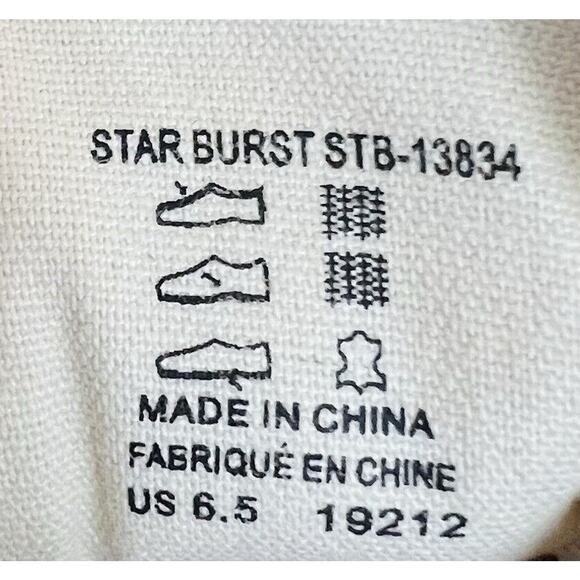 STAR BURST STB-13834
MADE IN CHINA
FABRIQUÉ EN CHINE
US 6.5 19212